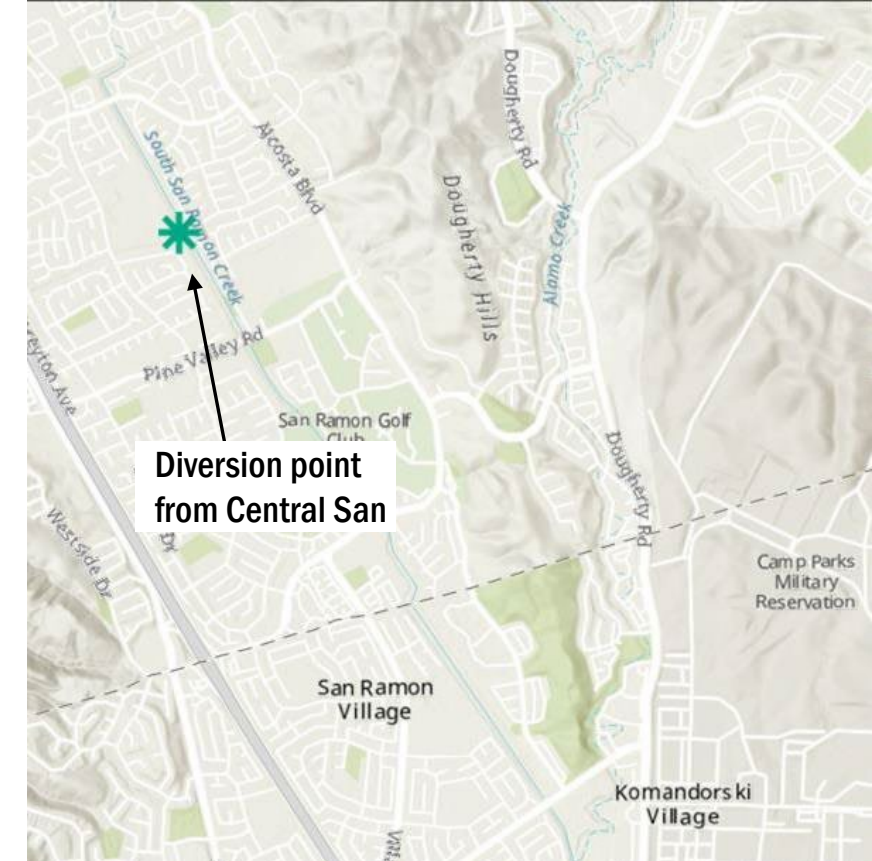 Dougherty Rd
Alcosta Blvd
South San Ramon Creek
Dougherty Hills
Alamo Creek
Pine Valley Rd
San Ramon Golf
Club
Diversion point
from Central San
Dougherty Rd
Westside Dr
Dr
Camp Parks
Military
Reservation
San Ramon
Village
Komandorski
Village